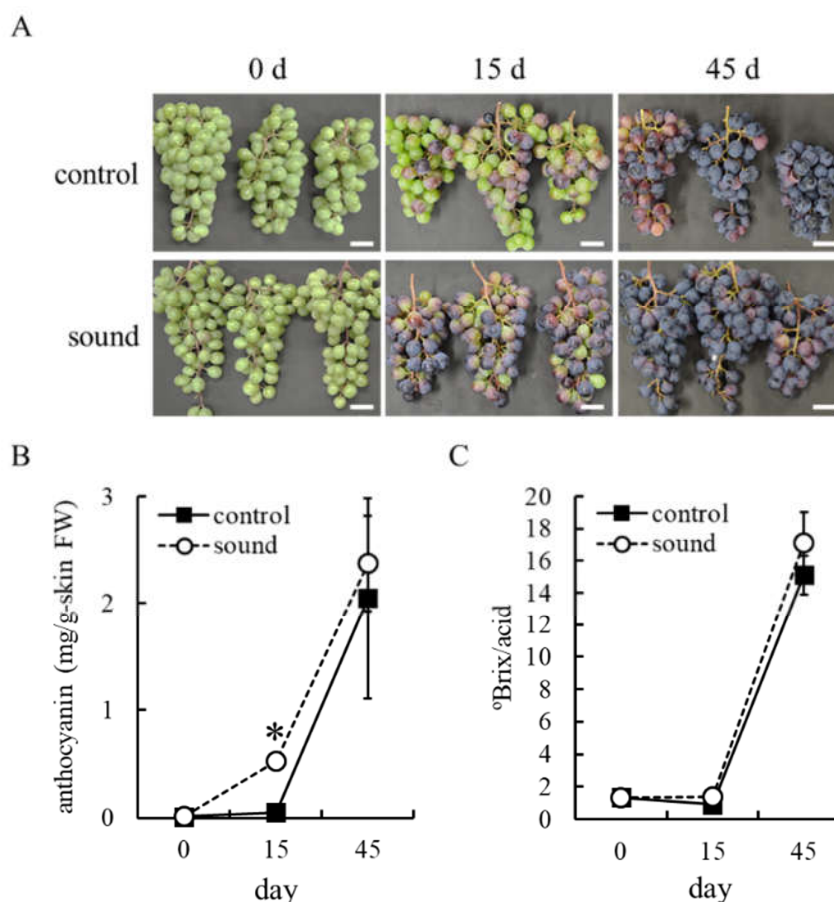 A
0 d 15 d 45 d
control
sound
B
C
3
2
1
0
anthocyanin (mg/g-skin FW)
control
sound
*
0 15 45
day
20
18
16
14
12
10
8
6
4
2
0
ºBrix/acid
control
sound
0 15 45
day